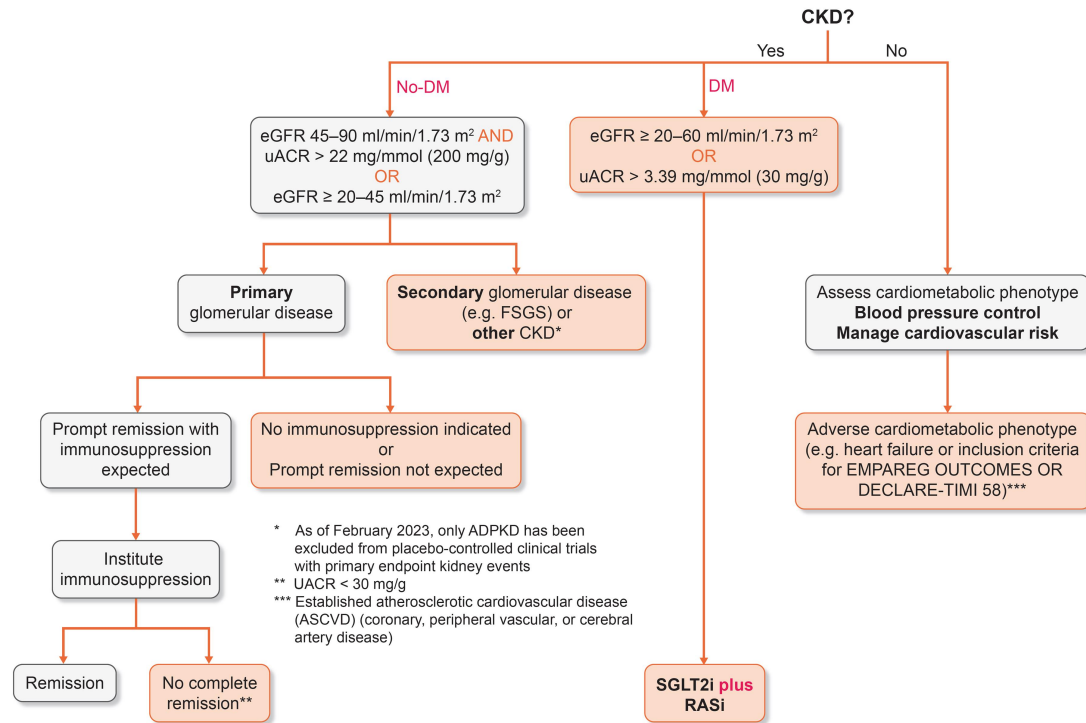 CKD?
Yes
No
No-DM
DM
eGFR 45–90 ml/min/1.73 m² AND
uACR > 22 mg/mmol (200 mg/g)
OR
eGFR ≥ 20–45 ml/min/1.73 m²
eGFR ≥ 20–60 ml/min/1.73 m²
OR
uACR > 3.39 mg/mmol (30 mg/g)
Primary
glomerular disease
Secondary glomerular disease
(e.g. FSGS) or
other CKD*
Assess cardiometabolic phenotype
Blood pressure control
Manage cardiovascular risk
Prompt remission with
immunosuppression
expected
No immunosuppression indicated
or
Prompt remission not expected
Adverse cardiometabolic phenotype
(e.g. heart failure or inclusion criteria
for EMPAREG OUTCOMES OR
DECLARE-TIMI 58)***
* As of February 2023, only ADPKD has been
excluded from placebo-controlled clinical trials
with primary endpoint kidney events
** UACR < 30 mg/g
*** Established atherosclerotic cardiovascular disease
(ASCVD) (coronary, peripheral vascular, or cerebral
artery disease)
Institute
immunosuppression
Remission
No complete
remission**
SGLT2i plus
RASi